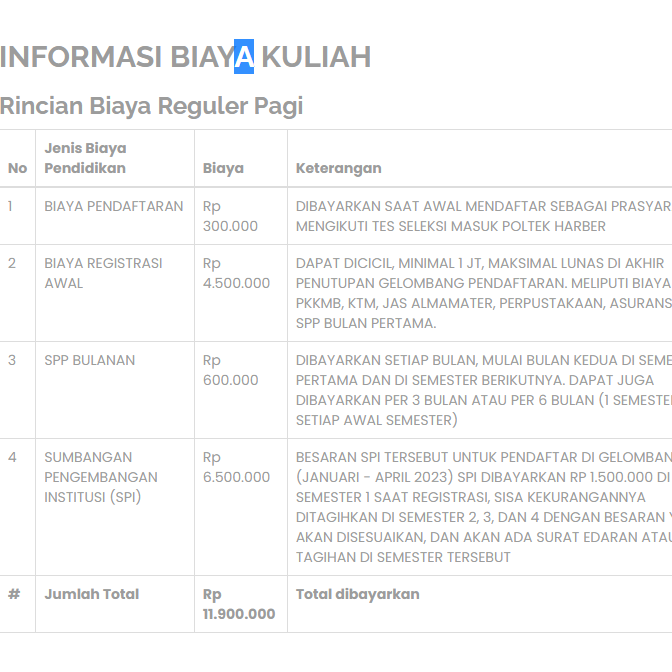 INFORMASI BIAYA KULIAH
Rincian Biaya Reguler Pagi
No
Jenis Biaya
Pendidikan
Biaya
Keterangan
1
BIAYA PENDAFTARAN
Rp
300.000
DIBAYARKAN SAAT AWAL MENDAFTAR SEBAGAI PRASYAR
MENGIKUTI TES SELEKSI MASUK POLTEK HARBER
2
BIAYA REGISTRASI
AWAL
Rp
4.500.000
DAPAT DICICIL, MINIMAL 1 JT, MAKSIMAL LUNAS DI AKHIR
PENUTUPAN GELOMBANG PENDAFTARAN. MELIPUTI BIAYA
PKKMB, KTM, JAS ALMAMATER, PERPUSTAKAAN, ASURANS
SPP BULAN PERTAMA.
3
SPP BULANAN
Rp
600.000
DIBAYARKAN SETIAP BULAN, MULAI BULAN KEDUA DI SEME
PERTAMA DAN DI SEMESTER BERIKUTNYA. DAPAT JUGA
DIBAYARKAN PER 3 BULAN ATAU PER 6 BULAN (1 SEMESTE
SETIAP AWAL SEMESTER)
4
SUMBANGAN
PENGEMBANGAN
INSTITUSI (SPI)
Rp
6.500.000
BESARAN SPI TERSEBUT UNTUK PENDAFTAR DI GELOMBAN
(JANUARI - APRIL 2023) SPI DIBAYARKAN RP 1.500.000 DI
SEMESTER 1 SAAT REGISTRASI, SISA KEKURANGANNYA
DITAGIHKAN DI SEMESTER 2, 3, DAN 4 DENGAN BESARAN
AKAN DISESUAIKAN, DAN AKAN ADA SURAT EDARAN ATAU
TAGIHAN DI SEMESTER TERSEBUT
#
Jumlah Total
Rp
11.900.000
Total dibayarkan